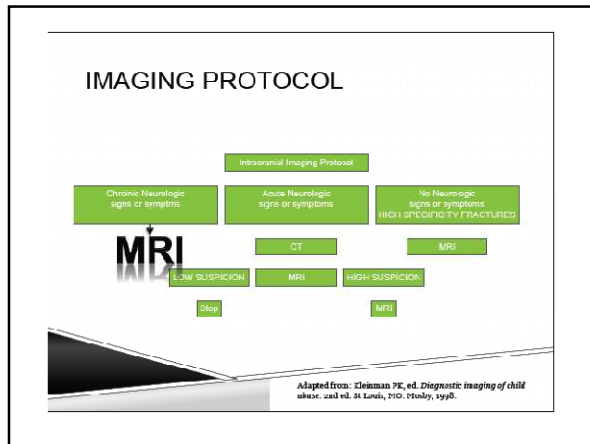 IMAGING PROTOCOL
Intracranial Imaging Protocol
Chronic Neurologic
signs or symptms
Acute Neurologic
signs or symptoms
No Neurologic
signs or symptoms
HIGH SPECIFICITY FRACTURES
MRI
CT
MRI
LOW SUSPICION
MRI
HIGH SUSPICION
Stop
MRI
Adapted from: Kleinman PK, ed. Diagnostic imaging of child
abuse. 2nd ed. St Louis, MO. Mosby, 1998.